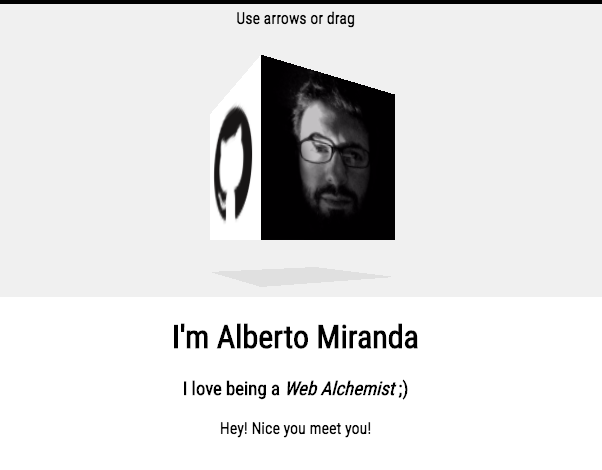 Use arrows or drag
I'm Alberto Miranda
I love being a Web Alchemist ;)
Hey! Nice you meet you!